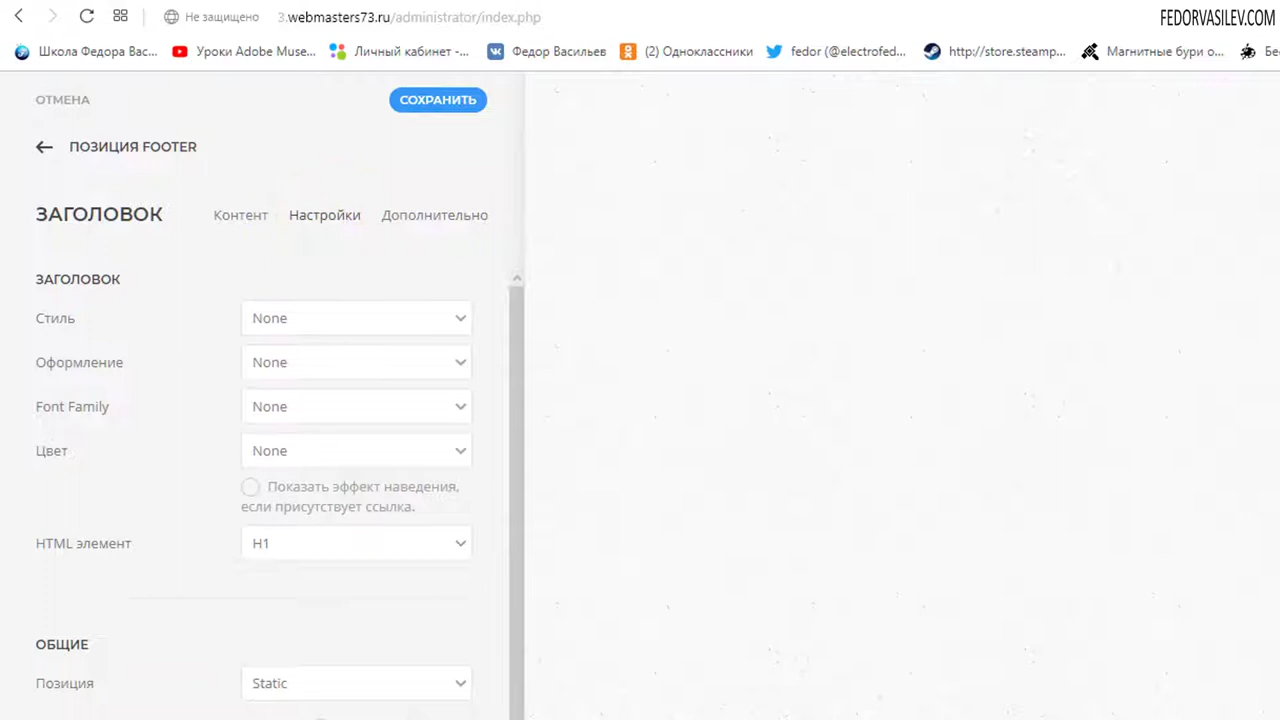 Не защищено 3.webmasters73.ru/administrator/index.php FEDORVASILEV.COM
Школа Федора Вас... Уроки Adobe Muse... Личный кабинет -... Федор Васильев (2) Одноклассники fedor (@electrofed... http://store.steamp... Магнитные бури о... Бе
ОТМЕНА СОХРАНИТЬ
ПОЗИЦИЯ FOOTER
ЗАГОЛОВОК Контент Настройки Дополнительно
ЗАГОЛОВОК
Стиль None
Оформление None
Font Family None
Цвет None
Показать эффект наведения,
если присутствует ссылка.
HTML элемент H1
ОБЩИЕ
Позиция Static